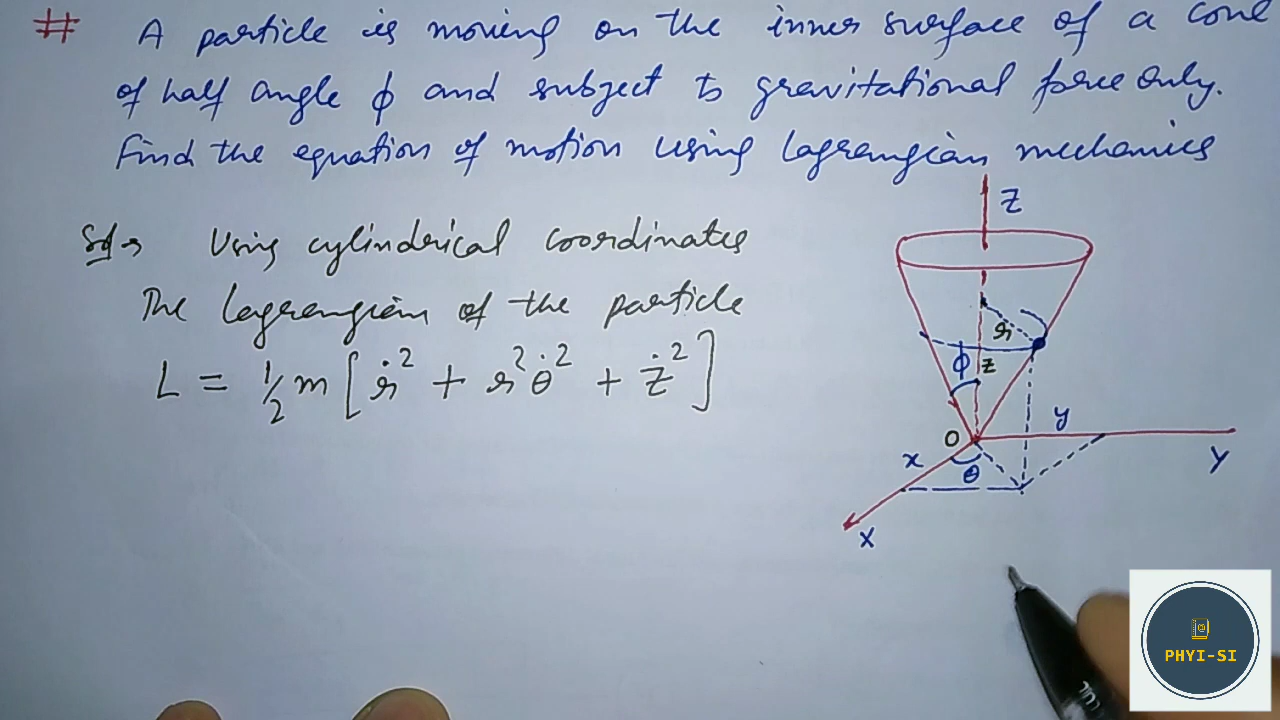 # A particle is moving on the inner surface of a cone
of half angle ϕ and subject to gravitational force only.
Find the equation of motion using Lagrangian mechanics
Sol→ Using cylindrical coordinates
The Lagrangian of the particle
L = 1/2 m [ṙ² + r²θ̇² + ż²]
Z
r
ϕ
z
O
y
x
θ
Y
X
PHYI-SI